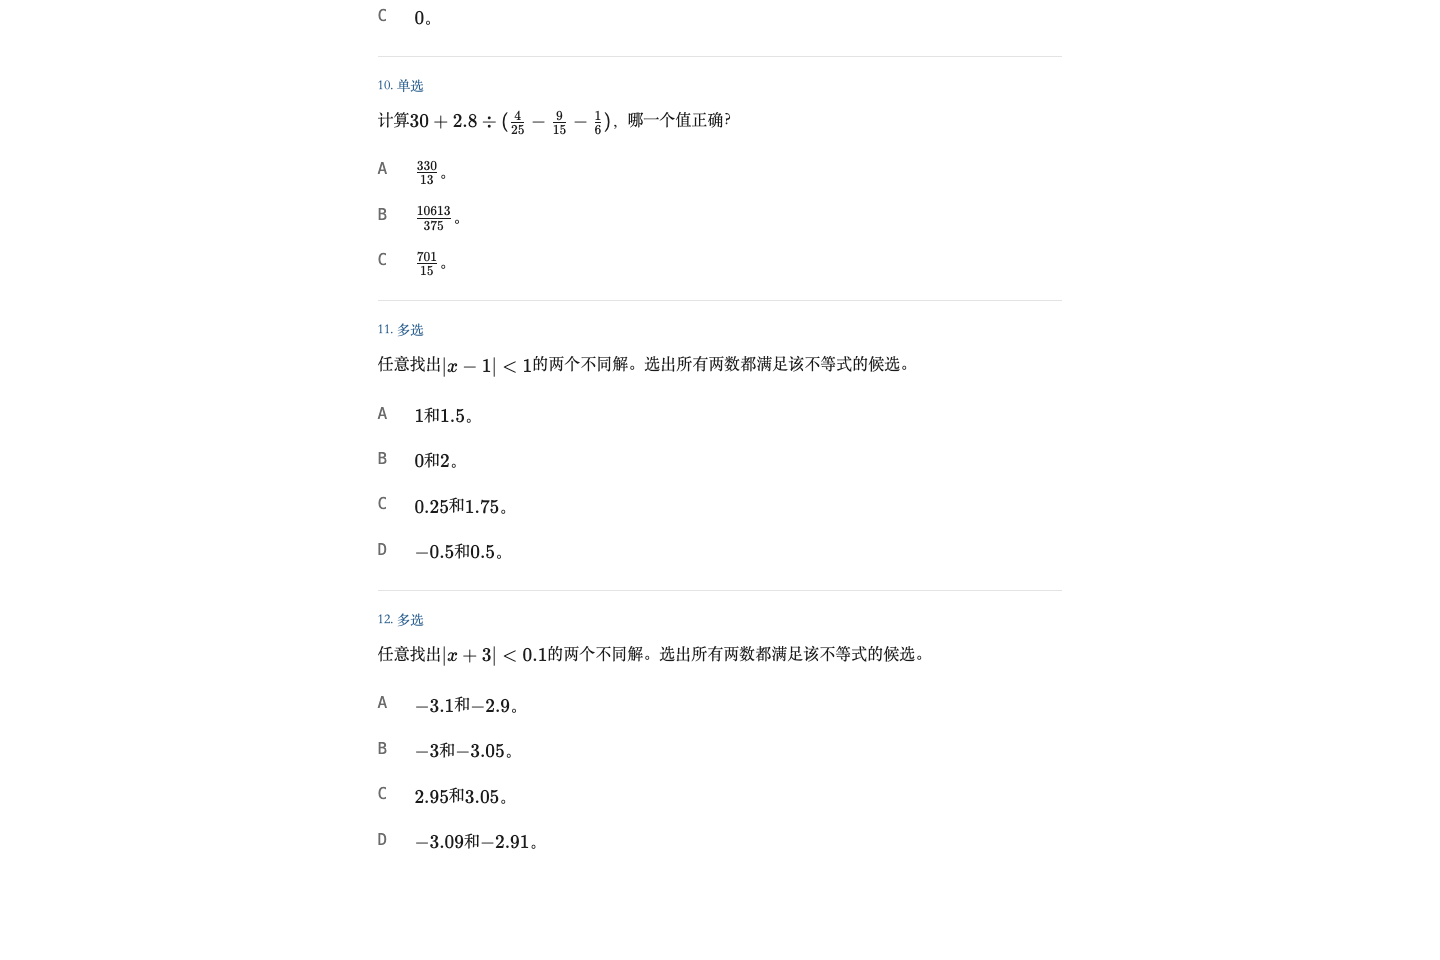 C 0。
10. 单选
计算30 + 2.8 ÷ (4/25 − 9/15 − 1/6)，哪一个值正确？
A 330/13。
B 10613/375。
C 701/15。
11. 多选
任意找出|x − 1| < 1的两个不同解。选出所有两数都满足该不等式的候选。
A 1和1.5。
B 0和2。
C 0.25和1.75。
D −0.5和0.5。
12. 多选
任意找出|x + 3| < 0.1的两个不同解。选出所有两数都满足该不等式的候选。
A −3.1和−2.9。
B −3和−3.05。
C 2.95和3.05。
D −3.09和−2.91。